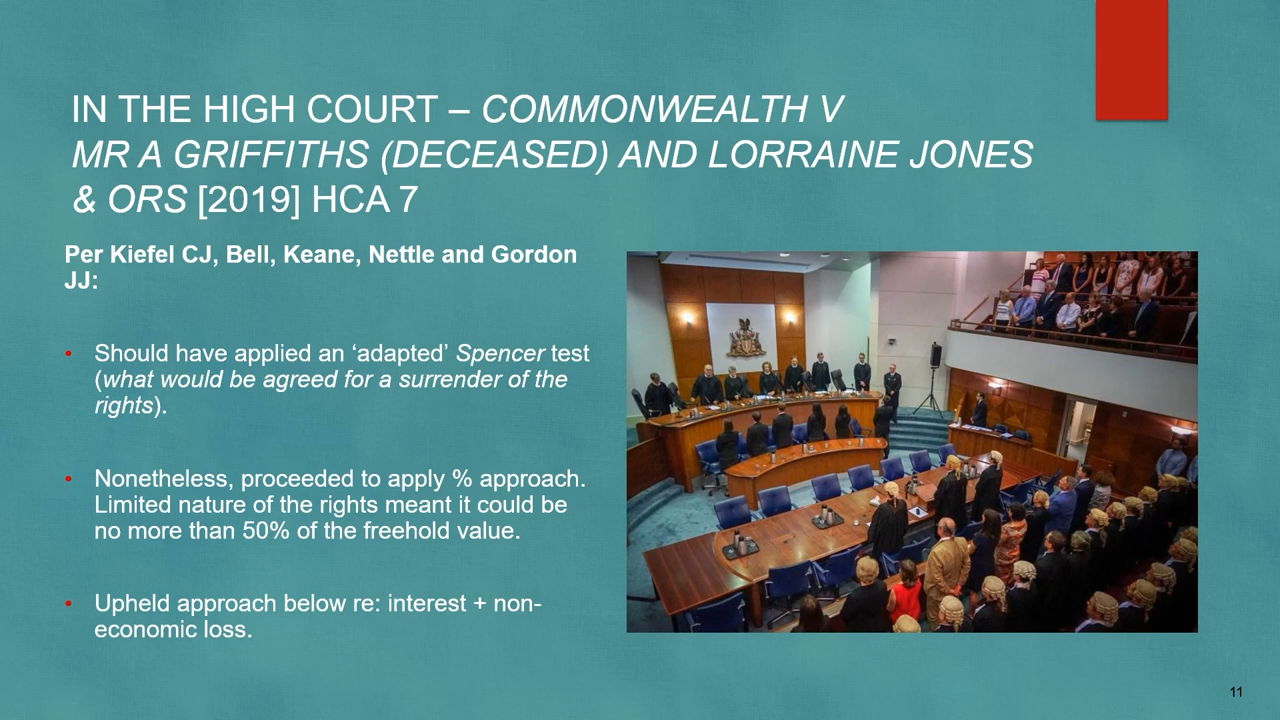 IN THE HIGH COURT – COMMONWEALTH V
MR A GRIFFITHS (DECEASED) AND LORRAINE JONES
& ORS [2019] HCA 7
Per Kiefel CJ, Bell, Keane, Nettle and Gordon
JJ:
• Should have applied an ‘adapted’ Spencer test
(what would be agreed for a surrender of the
rights).
• Nonetheless, proceeded to apply % approach.
Limited nature of the rights meant it could be
no more than 50% of the freehold value.
• Upheld approach below re: interest + non-
economic loss.
11